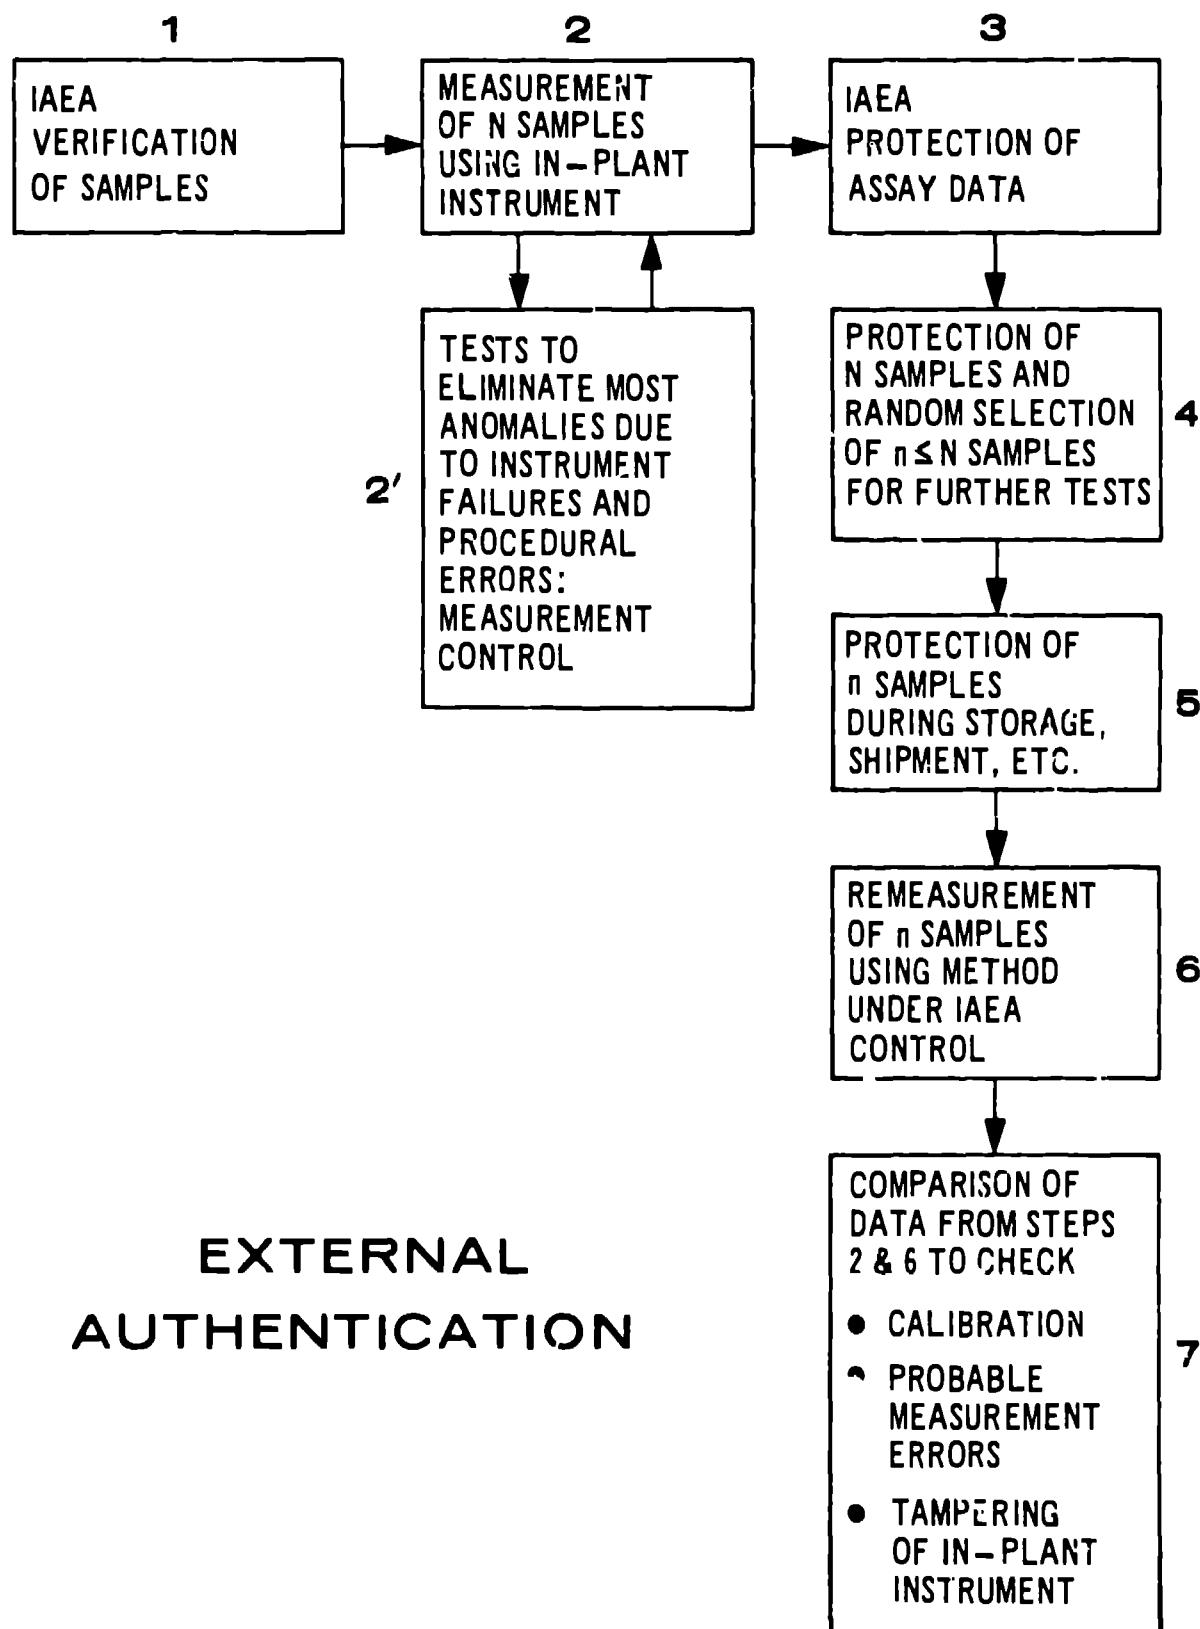 1
IAEA
VERIFICATION
OF SAMPLES
2
MEASUREMENT
OF N SAMPLES
USING IN-PLANT
INSTRUMENT
3
IAEA
PROTECTION OF
ASSAY DATA
2'
TESTS TO
ELIMINATE MOST
ANOMALIES DUE
TO INSTRUMENT
FAILURES AND
PROCEDURAL
ERRORS:
MEASUREMENT
CONTROL
PROTECTION OF
N SAMPLES AND
RANDOM SELECTION
OF n ≤ N SAMPLES
FOR FURTHER TESTS
4
PROTECTION OF
n SAMPLES
DURING STORAGE,
SHIPMENT, ETC.
5
REMEASUREMENT
OF n SAMPLES
USING METHOD
UNDER IAEA
CONTROL
6
COMPARISON OF
DATA FROM STEPS
2 & 6 TO CHECK
● CALIBRATION
● PROBABLE
MEASUREMENT
ERRORS
● TAMPERING
OF IN-PLANT
INSTRUMENT
7
EXTERNAL
AUTHENTICATION